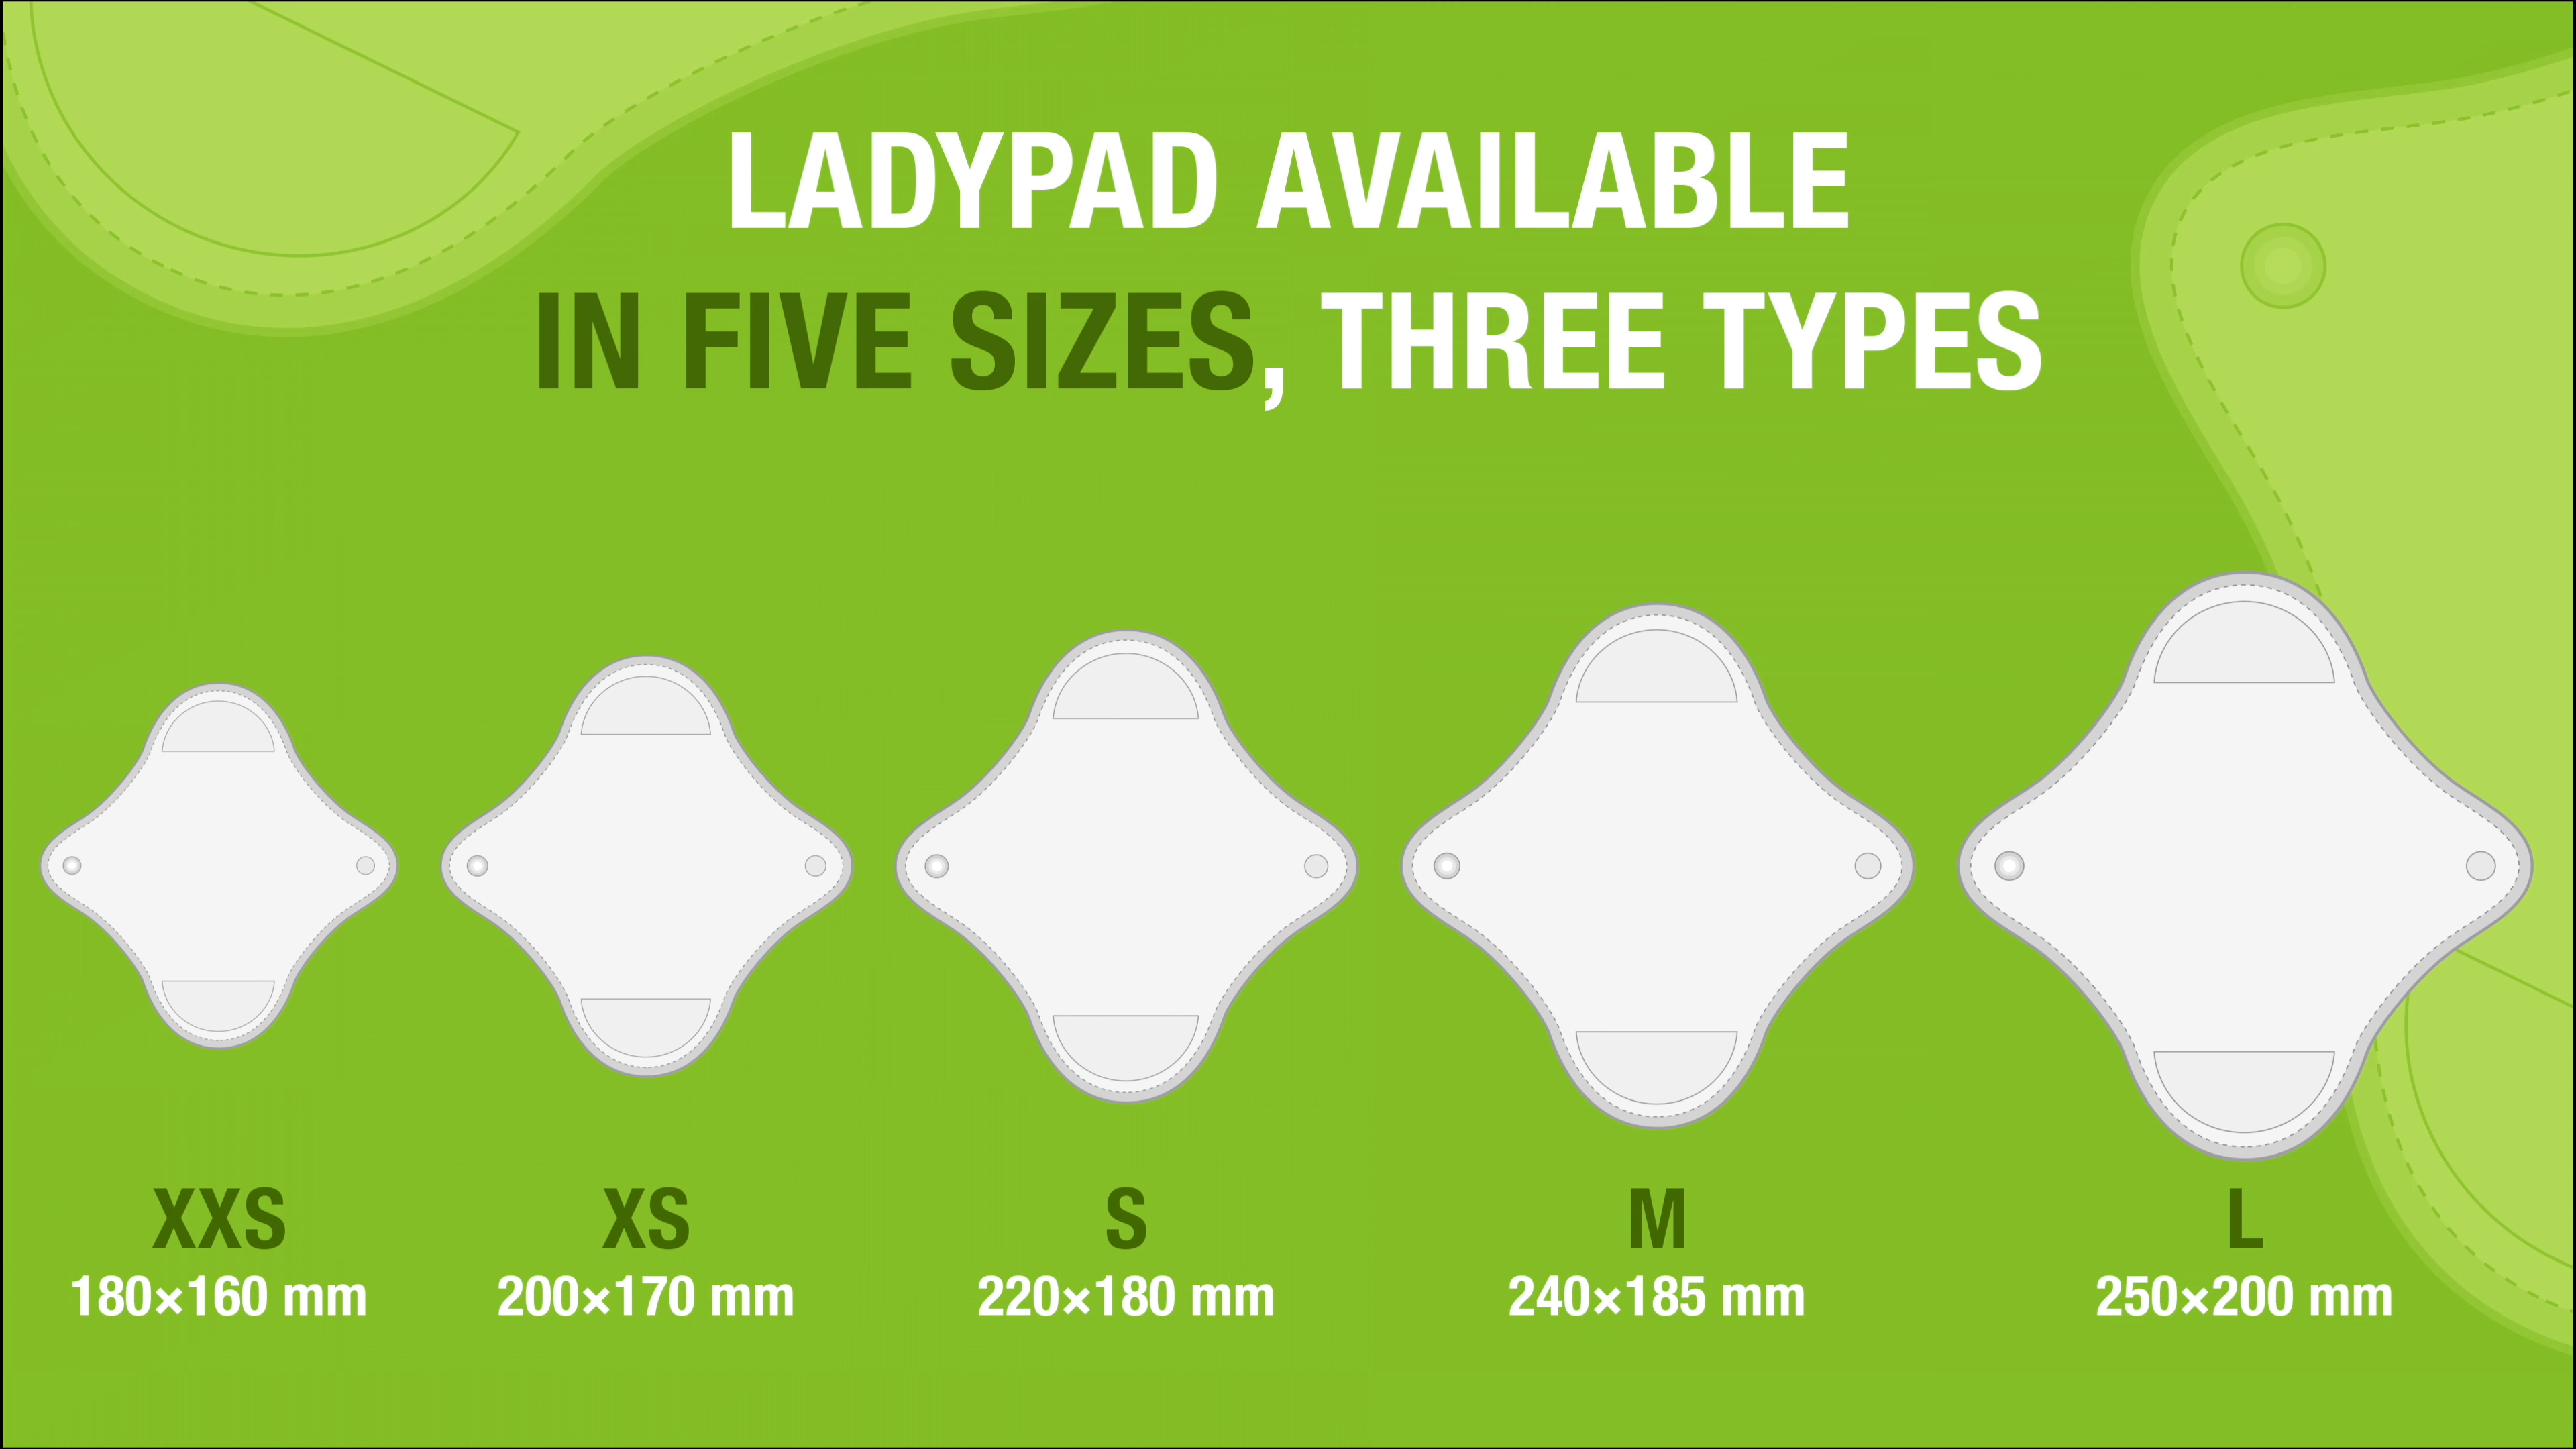 LADYPAD AVAILABLE
IN FIVE SIZES, THREE TYPES
XXS
180×160 mm
XS
200×170 mm
S
220×180 mm
M
240×185 mm
L
250×200 mm